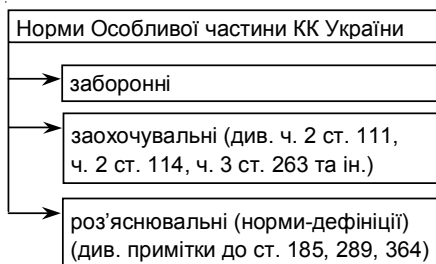 Норми Особливої частини КК України
заборонні
заохочувальні (див. ч. 2 ст. 111,
ч. 2 ст. 114, ч. 3 ст. 263 та ін.)
роз'яснювальні (норми-дефініції)
(див. примітки до ст. 185, 289, 364)